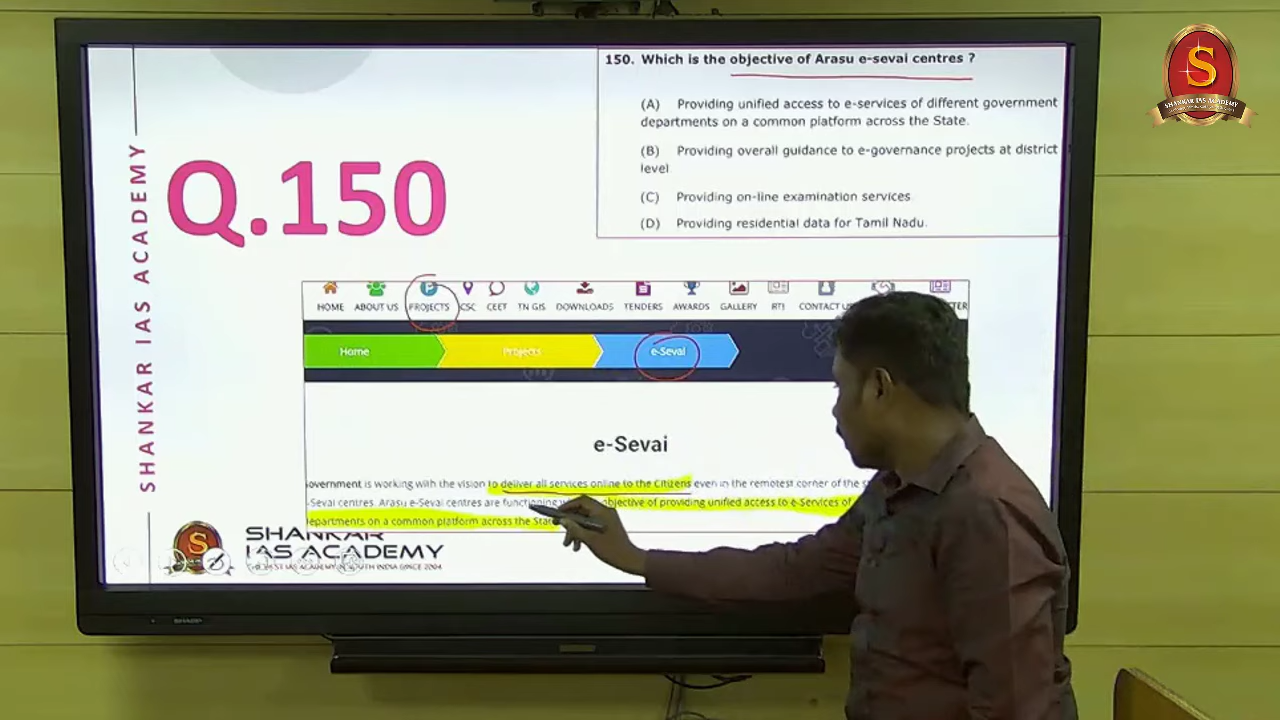 150. Which is the objective of Arasu e-sevai centres ?
(A) Providing unified access to e-services of different government
departments on a common platform across the State.
(B) Providing overall guidance to e-governance projects at district
level
(C) Providing on-line examination services
(D) Providing residential data for Tamil Nadu.
Q.150
SHANKAR IAS ACADEMY
HOME ABOUT US PROJECTS CSC CEET TN GIS DOWNLOADS TENDERS AWARDS GALLERY RTI CONTACT US
Home Projects e-Sevai
e-Sevai
overnment is working with the vision to deliver all services online to the Citizens even in the remotest corner of the
-Sevai centres. Arasu e-Sevai centres are functioning objective of providing unified access to e-Services of
epartments on a common platform across the State
SHANKAR
IAS ACADEMY
SHARP
S
SHANKAR IAS ACADEMY